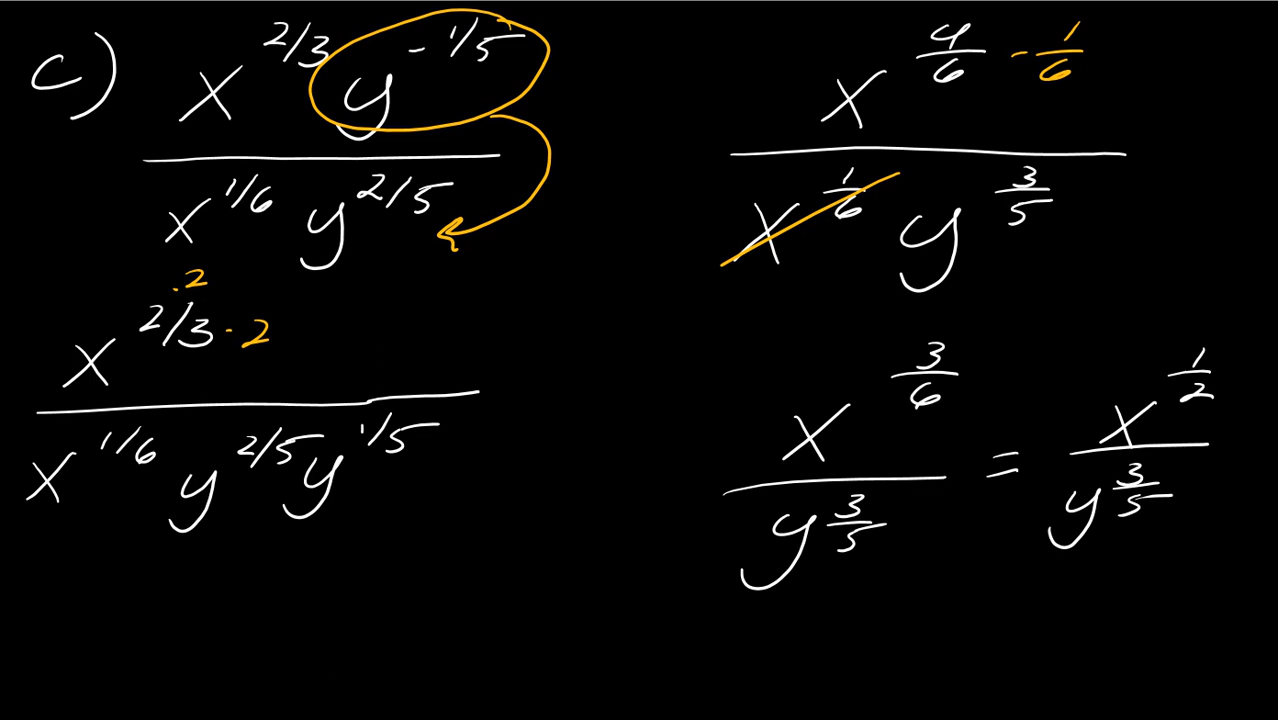 c) x^{2/3} y^{-1/5}
x^{1/6} y^{2/5}
.2
x^{2/3 · 2}
x^{1/6} y^{2/5} y^{1/5}
x^{4/6 - 1/6}
x^{1/6} y^{3/5}
x^{3/6} / y^{3/5} = x^{1/2} / y^{3/5}